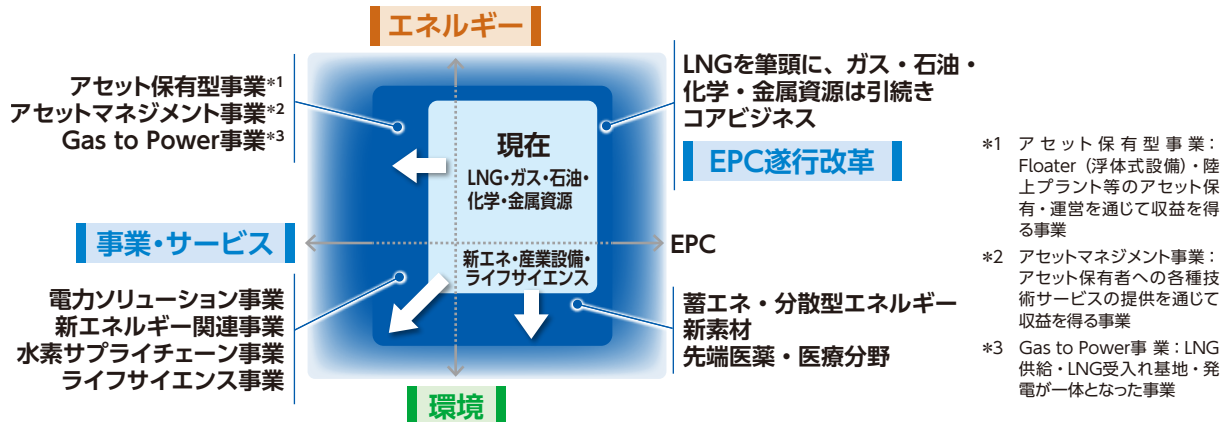 エネルギー
アセット保有型事業*1
アセットマネジメント事業*2
Gas to Power事業*3
LNGを筆頭に、ガス・石油・
化学・金属資源は引続き
コアビジネス
EPC遂行改革
現在
LNG・ガス・石油・
化学・金属資源
事業・サービス
EPC
新エネ・産業設備・
ライフサイエンス
電力ソリューション事業
新エネルギー関連事業
水素サプライチェーン事業
ライフサイエンス事業
蓄エネ・分散型エネルギー
新素材
先端医薬・医療分野
環境
*1 アセット保有型事業：
Floater（浮体式設備）・陸
上プラント等のアセット保
有・運営を通じて収益を得
る事業
*2 アセットマネジメント事業：
アセット保有者への各種技
術サービスの提供を通じて
収益を得る事業
*3 Gas to Power事業：LNG
供給・LNG受入れ基地・発
電が一体となった事業